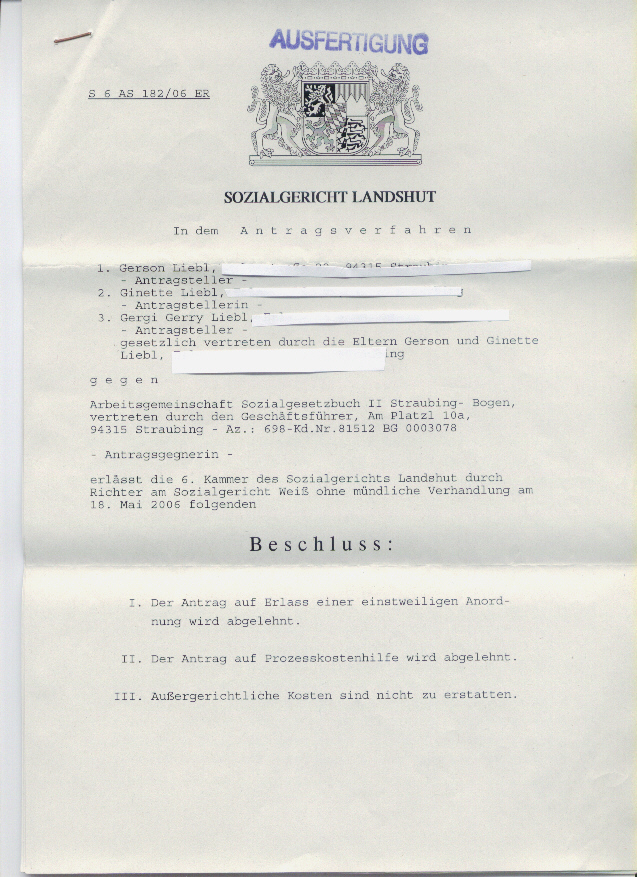 AUSFERTIGUNG
S 6 AS 182/06 ER
SOZIALGERICHT LANDSHUT
In dem A n t r a g s v e r f a h r e n
1. Gerson Liebl, 94315 Straubing
- Antragsteller -
2. Ginette Liebl,
- Antragstellerin -
3. Gergi Gerry Liebl,
- Antragsteller -
gesetzlich vertreten durch die Eltern Gerson und Ginette
Liebl, ing
g e g e n
Arbeitsgemeinschaft Sozialgesetzbuch II Straubing- Bogen,
vertreten durch den Geschäftsführer, Am Platzl 10a,
94315 Straubing - Az.: 698-Kd.Nr.81512 BG 0003078
- Antragsgegnerin -
erlässt die 6. Kammer des Sozialgerichts Landshut durch
Richter am Sozialgericht Weiß ohne mündliche Verhandlung am
18. Mai 2006 folgenden
B e s c h l u s s :
I. Der Antrag auf Erlass einer einstweiligen Anord-
nung wird abgelehnt.
II. Der Antrag auf Prozesskostenhilfe wird abgelehnt.
III. Außergerichtliche Kosten sind nicht zu erstatten.